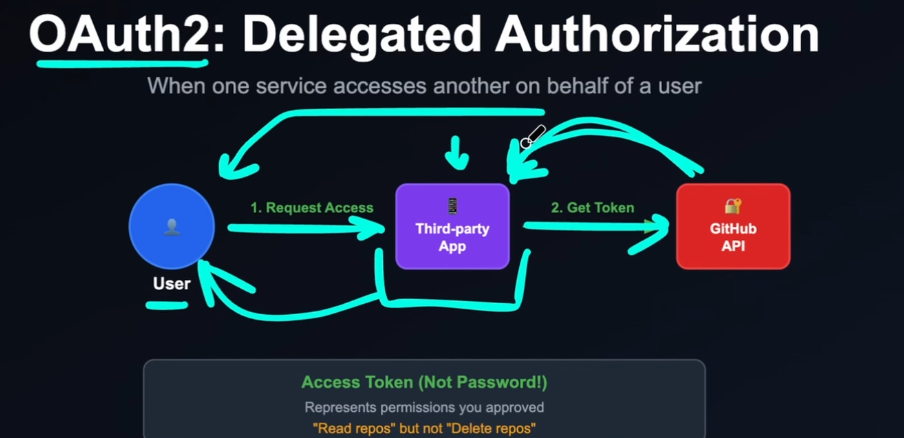 OAuth2: Delegated Authorization
When one service accesses another on behalf of a user
1. Request Access
2. Get Token
Third-party
App
GitHub
API
User
Access Token (Not Password!)
Represents permissions you approved
"Read repos" but not "Delete repos"